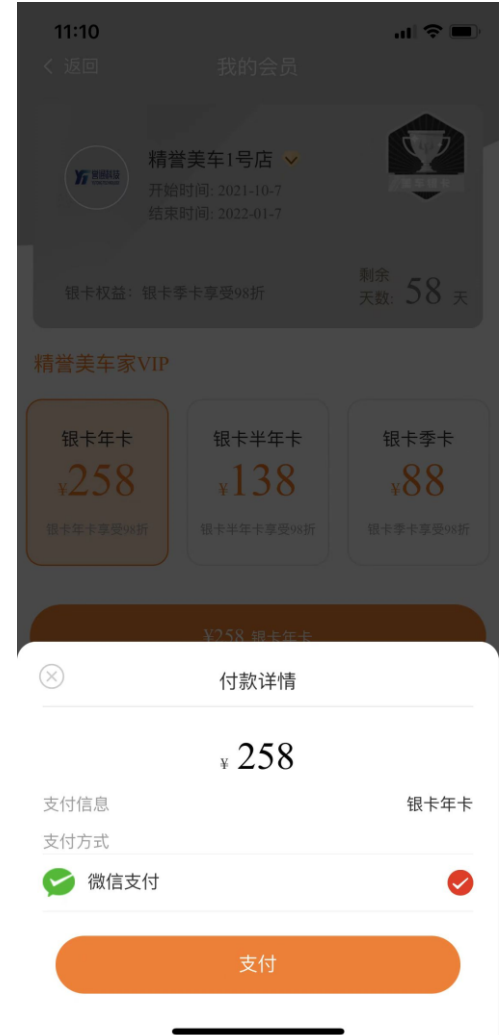 11:10
返回
我的会员
精誉美车1号店
开始时间: 2021-10-7
结束时间: 2022-01-7
银卡权益: 银卡季卡享受98折
剩余
天数: 58 天
精誉美车家VIP
银卡年卡 银卡半年卡 银卡季卡
¥258 ¥138 ¥88
银卡年卡享受98折 银卡半年卡享受98折 银卡季卡享受98折
¥258 银卡年卡
付款详情
¥ 258
支付信息 银卡年卡
支付方式
微信支付
支付